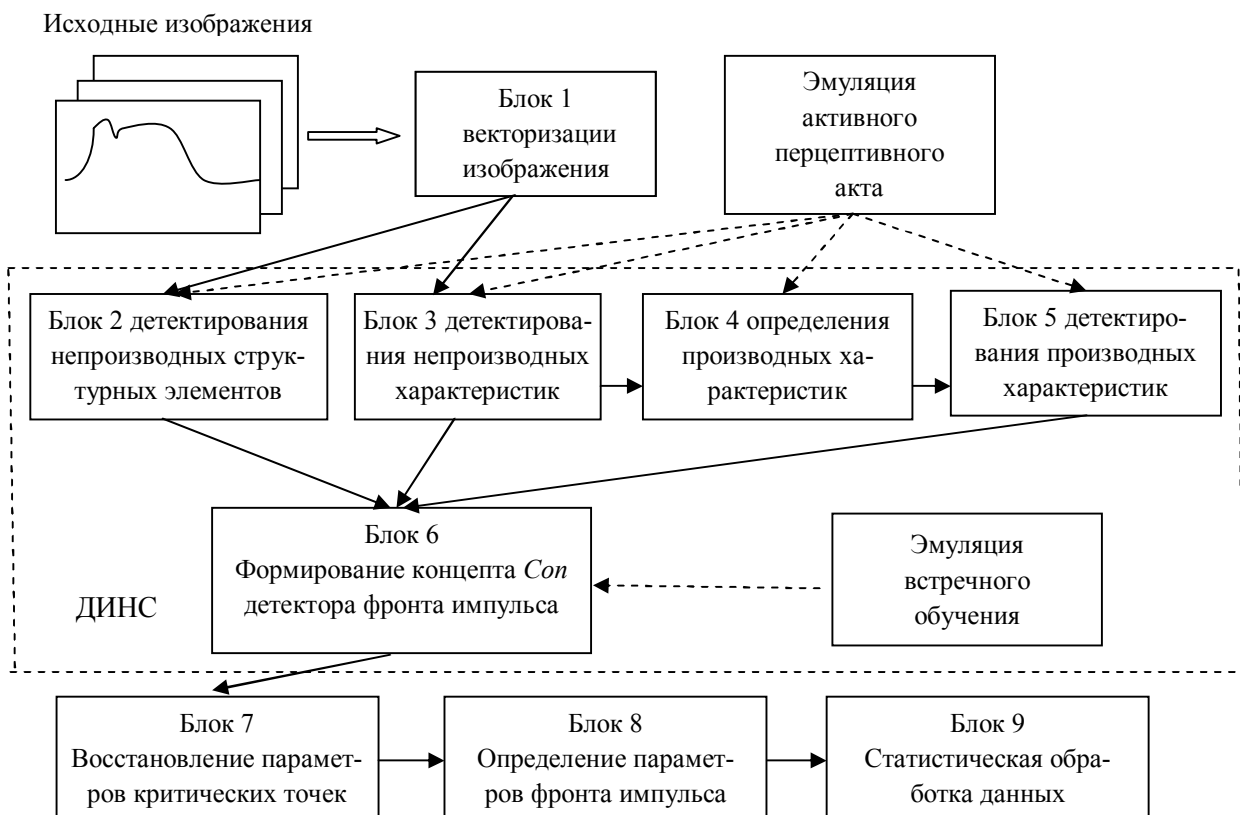 Исходные изображения
Блок 1
векторизации
изображения
Эмуляция
активного
перцептивного
акта
Блок 2 детектирования
непроизводных струк-
турных элементов
Блок 3 детектирова-
ния непроизводных
характеристик
Блок 4 определения
производных ха-
рактеристик
Блок 5 детектиро-
вания производных
характеристик
Блок 6
Формирование концепта Con
детектора фронта импульса
Эмуляция
встречного
обучения
ДИНС
Блок 7
Восстановление парамет-
ров критических точек
Блок 8
Определение парамет-
ров фронта импульса
Блок 9
Статистическая обра-
ботка данных